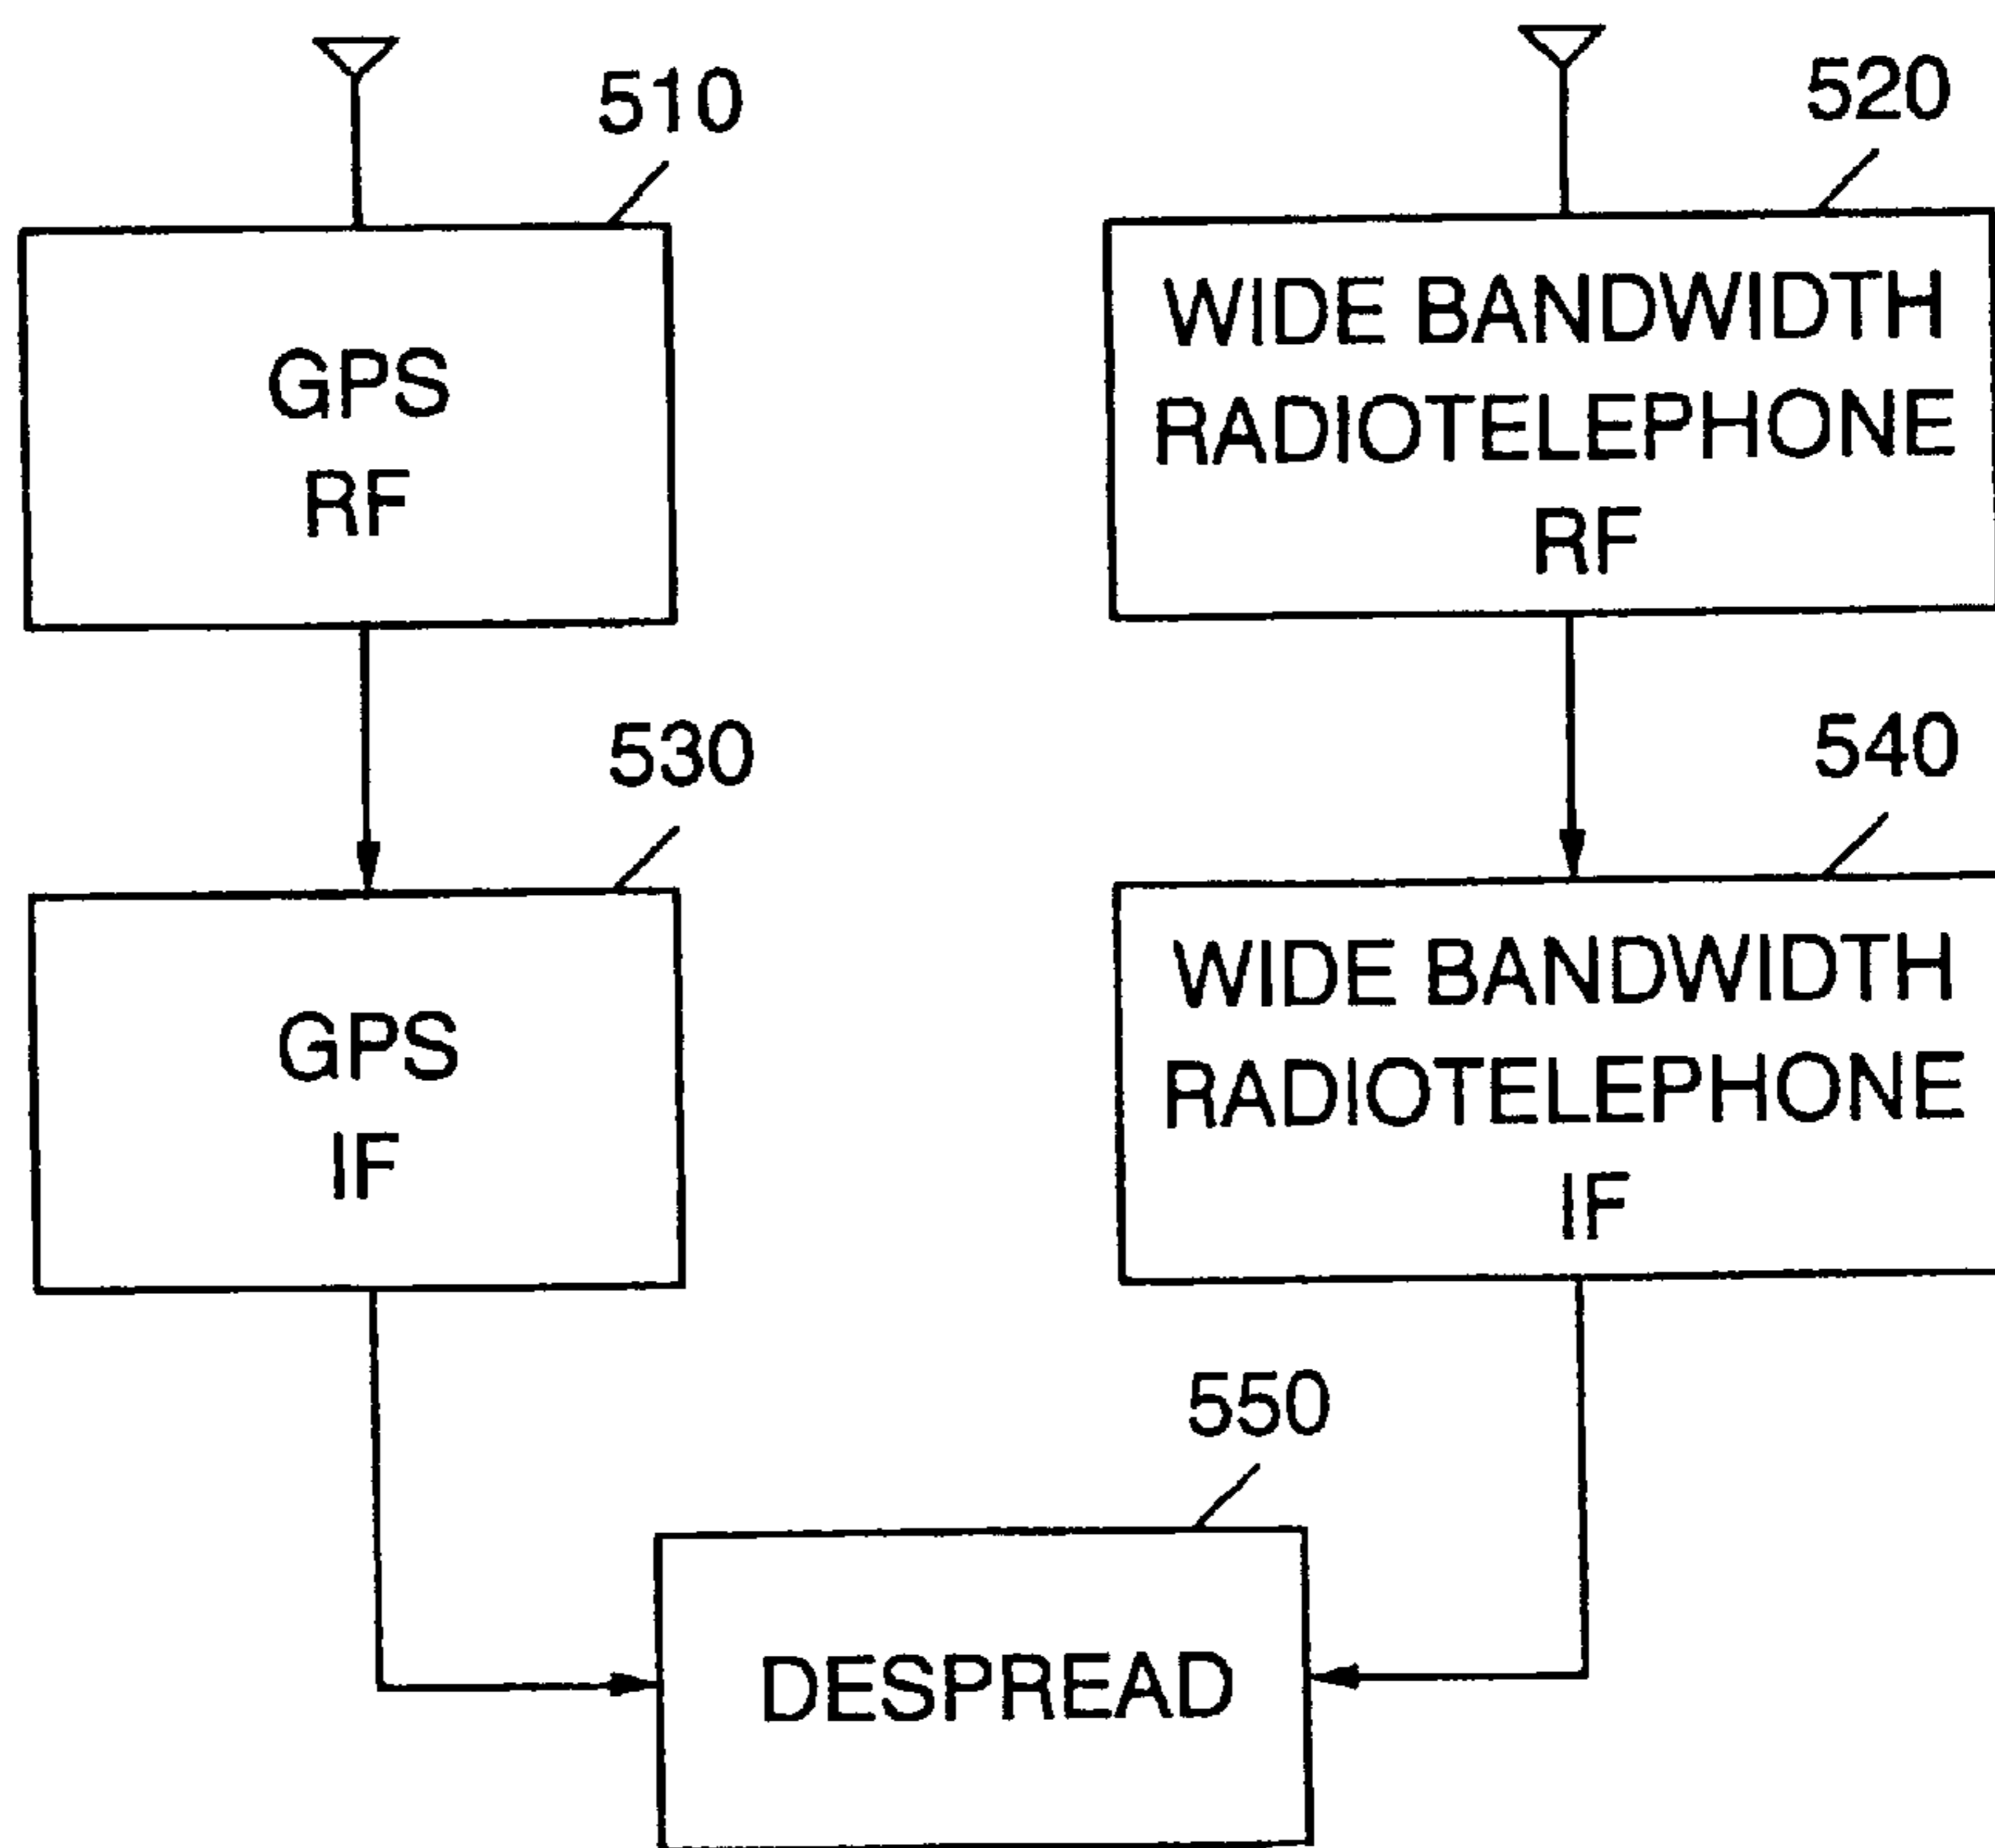 510
520
GPS
RF
WIDE BANDWIDTH
RADIOTELEPHONE
RF
530
540
GPS
IF
WIDE BANDWIDTH
RADIOTELEPHONE
IF
550
DESPREAD